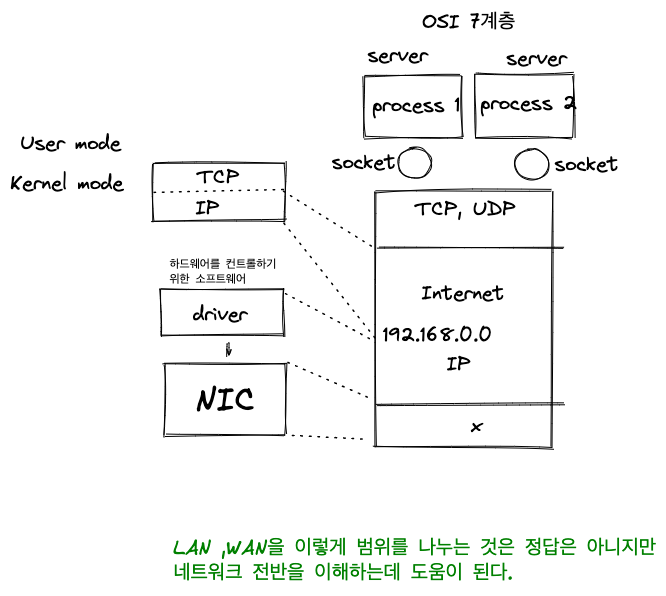 OSI 7계층
server
server
process 1
process 2
User mode
socket
socket
Kernel mode
TCP
IP
TCP, UDP
하드웨어를 컨트롤하기
위한 소프트웨어
Internet
driver
192.168.0.0
IP
NIC
x
LAN ,WAN을 이렇게 범위를 나누는 것은 정답은 아니지만
네트워크 전반을 이해하는데 도움이 된다.